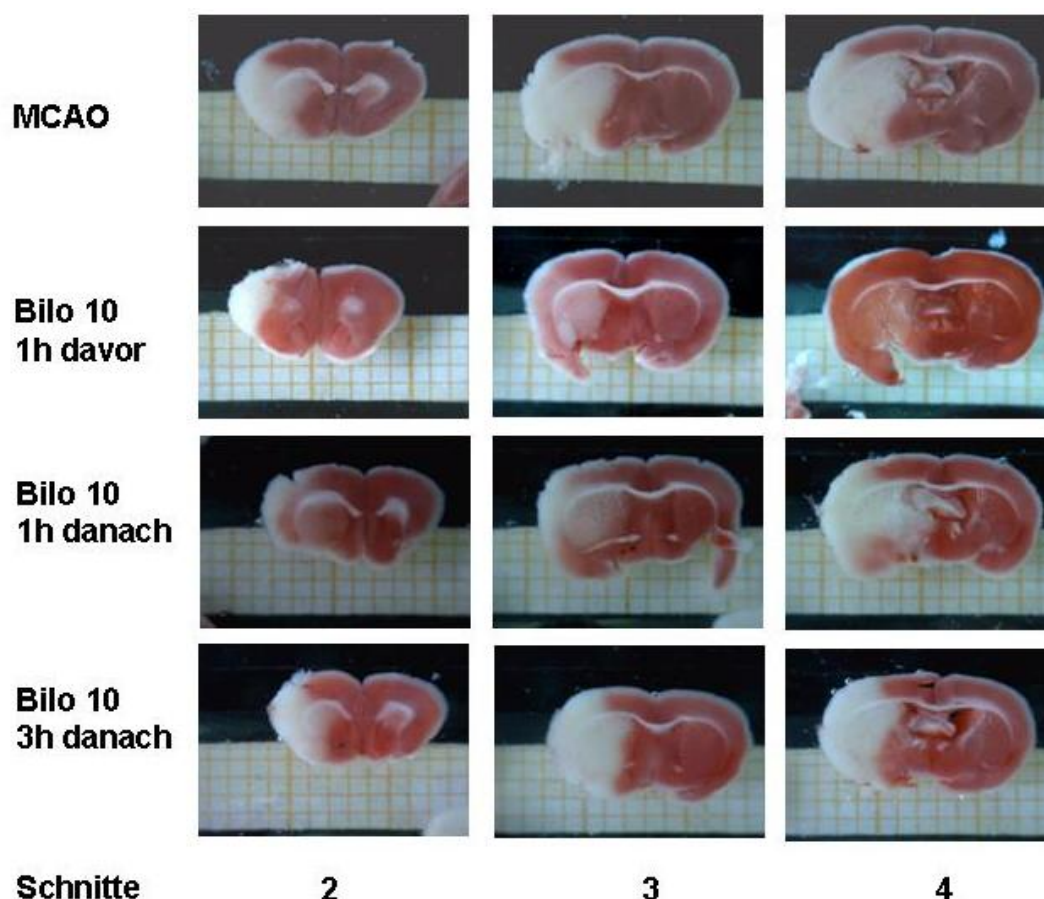 MCAO
Bilo 10
1h davor
Bilo 10
1h danach
Bilo 10
3h danach
Schnitte 2 3 4